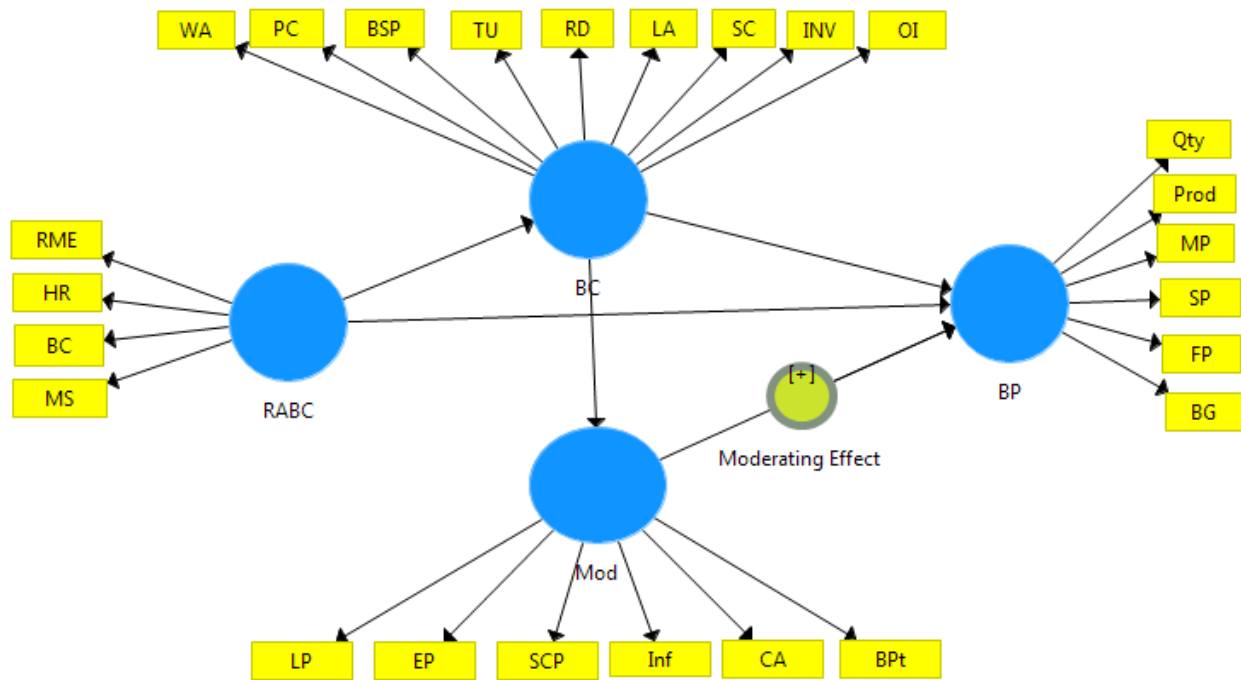 WA
PC
BSP
TU
RD
LA
SC
INV
OI
Qty
Prod
MP
SP
FP
BG
RME
HR
BC
MS
BC
RABC
BP
[+]
Moderating Effect
Mod
LP
EP
SCP
Inf
CA
BPt